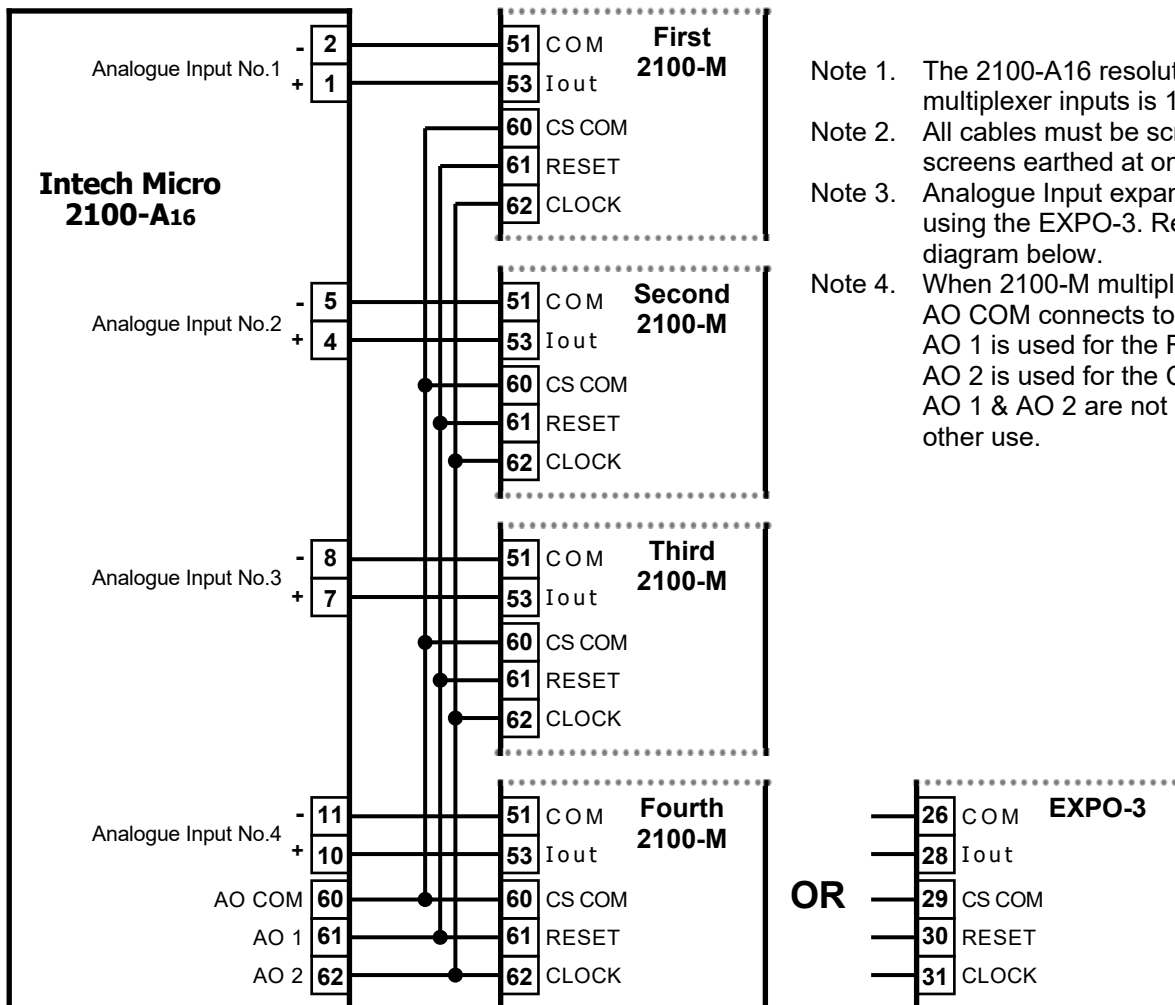 Intech Micro
2100-A16
Analogue Input No.1
- 2
+ 1
51 COM
53 Iout
60 CS COM
61 RESET
62 CLOCK
First
2100-M
Analogue Input No.2
- 5
+ 4
51 COM
53 Iout
60 CS COM
61 RESET
62 CLOCK
Second
2100-M
Analogue Input No.3
- 8
+ 7
51 COM
53 Iout
60 CS COM
61 RESET
62 CLOCK
Third
2100-M
Analogue Input No.4
- 11
+ 10
AO COM 60
AO 1 61
AO 2 62
51 COM
53 Iout
60 CS COM
61 RESET
62 CLOCK
Fourth
2100-M
OR
26 COM
28 Iout
29 CS COM
30 RESET
31 CLOCK
EXPO-3
Note 1. The 2100-A16
multiplexer inputs is
Note 2. All cables must be
screens earthed at
Note 3. Analogue Input
using the EXPO-3.
diagram below.
Note 4. When 2100-M
AO COM connects to
AO 1 is used for the
AO 2 is used for the
AO 1 & AO 2 are not
other use.